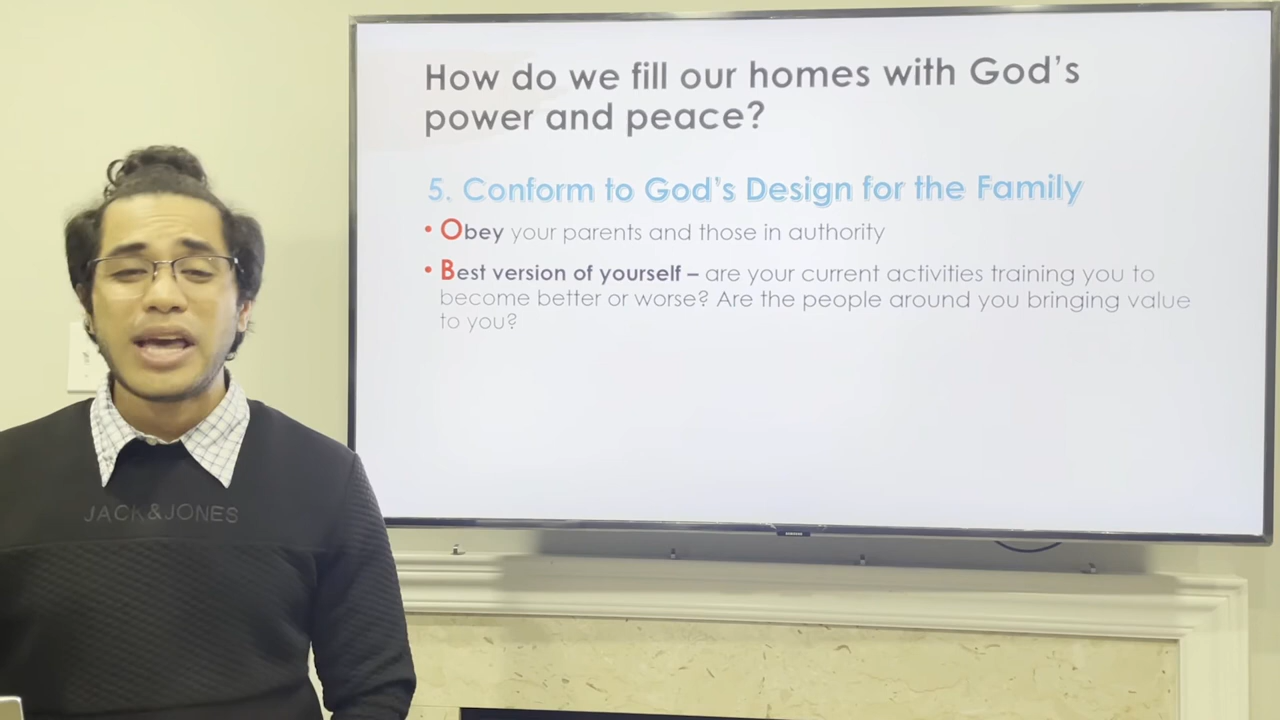 How do we fill our homes with God's
power and peace?
5. Conform to God's Design for the Family
• Obey your parents and those in authority
• Best version of yourself – are your current activities training you to
become better or worse? Are the people around you bringing value
to you?
JACK&JONES
SAMSUNG